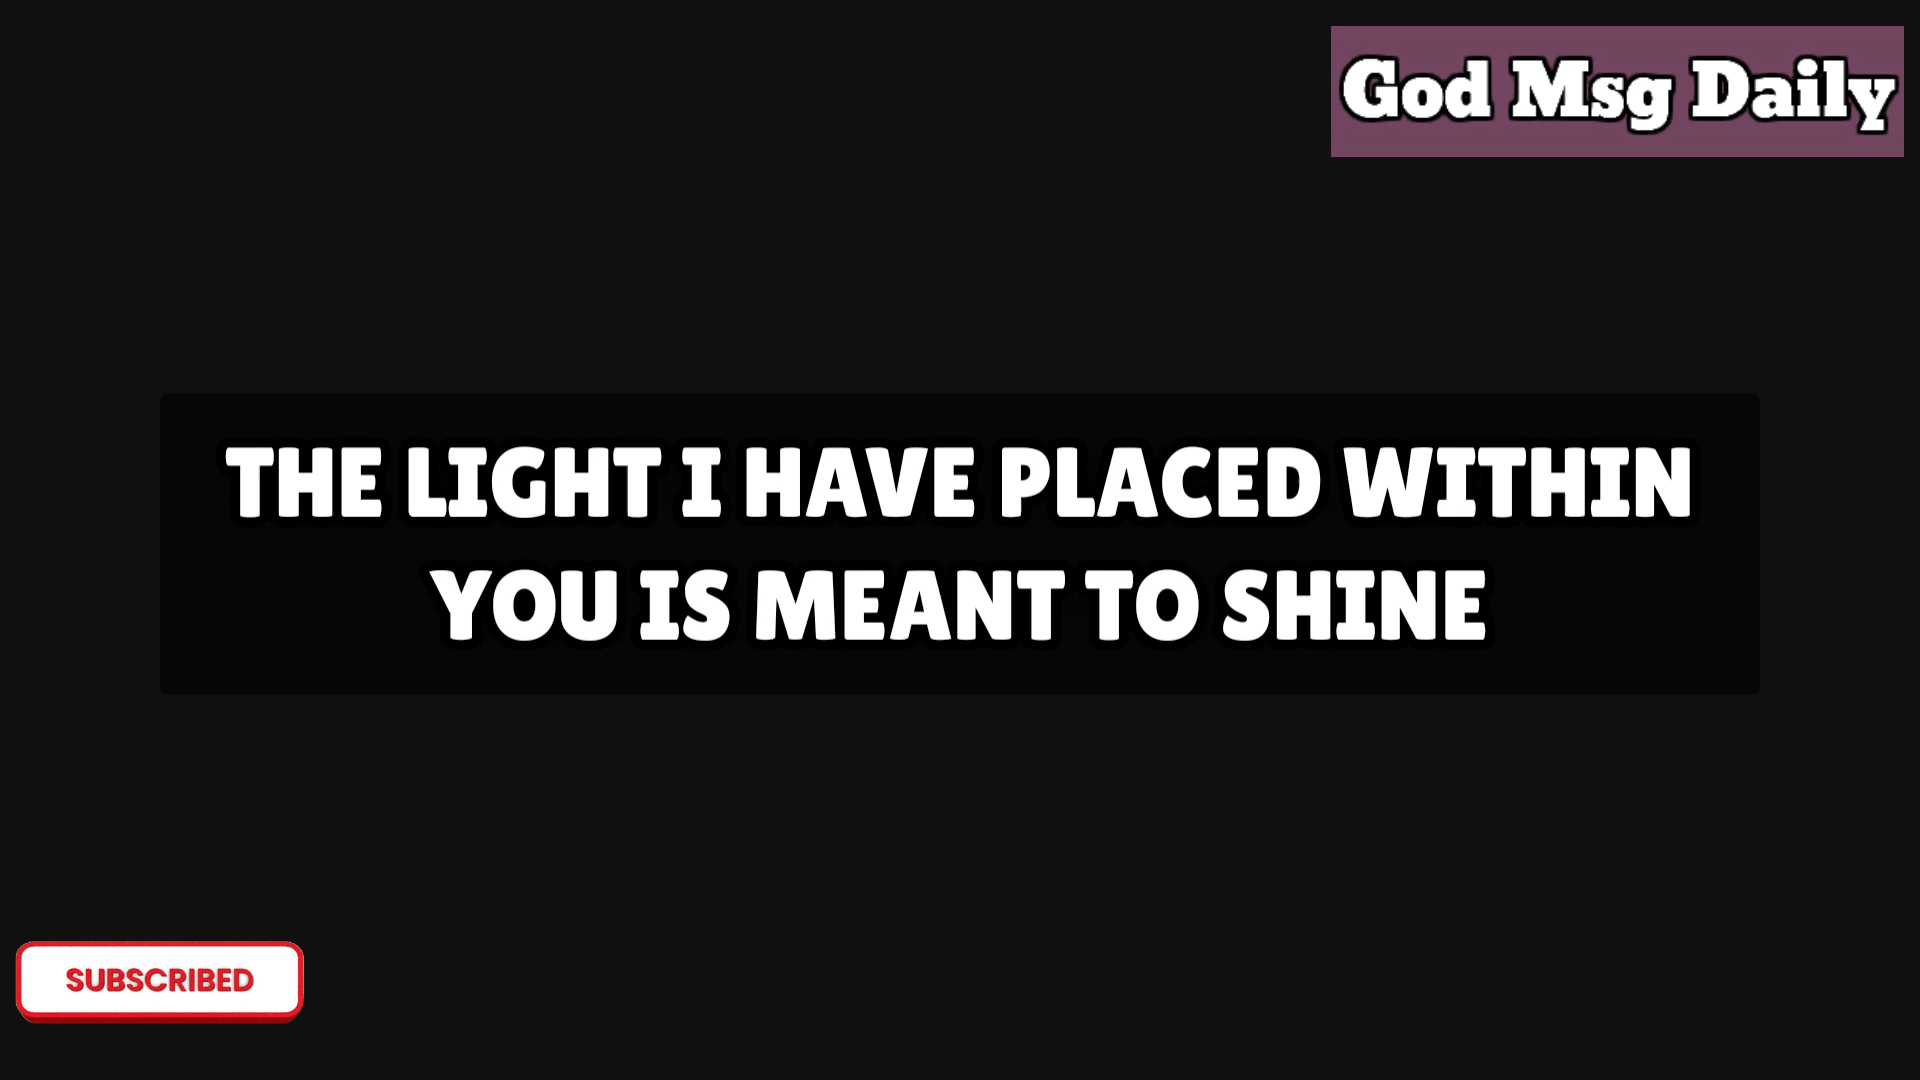 God Msg Daily
THE LIGHT I HAVE PLACED WITHIN
YOU IS MEANT TO SHINE
SUBSCRIBED